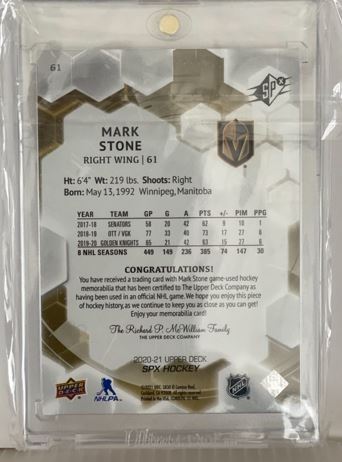 61
SPx
MARK
STONE
RIGHT WING | 61
Ht: 6'4" Wt: 219 lbs. Shoots: Right
Born: May 13, 1992 Winnipeg, Manitoba
YEAR TEAM GP G A PTS +/- PIM PPG
2017-18 SENATORS 58 20 42 62 9 10 1
2018-19 OTT / VGK 77 33 40 73 17 27 8
2019-20 GOLDEN KNIGHTS 65 21 42 63 15 27 6
8 NHL SEASONS 449 149 236 385 74 147 30
CONGRATULATIONS!
You have received a trading card with Mark Stone game-used hockey
memorabilia that has been certified to The Upper Deck Company as
having been used in an official NHL game. We hope you enjoy this piece
of hockey history, as we continue to keep you as close as you can get!
Enjoy your memorabilia card!
The Richard P. McWilliam Family
THE UPPER DECK COMPANY
2020-21 UPPER DECK
SPX HOCKEY
UPPER DECK
NHLPA
NHL